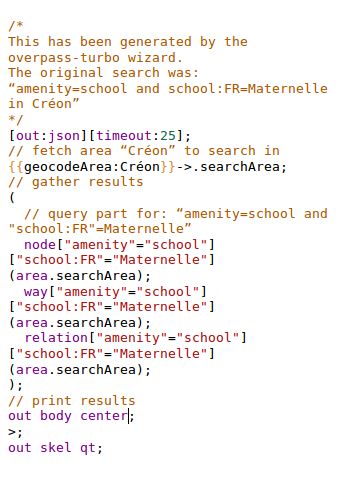 /*
This has been generated by the
overpass-turbo wizard.
The original search was:
“amenity=school and school:FR=Maternelle
in Créon”
*/
[out:json][timeout:25];
// fetch area “Créon” to search in
{{geocodeArea:Créon}}->.searchArea;
// gather results
(
  // query part for: “amenity=school and
"school:FR"=Maternelle”
  node["amenity"="school"]
["school:FR"="Maternelle"]
(area.searchArea);
  way["amenity"="school"]
["school:FR"="Maternelle"]
(area.searchArea);
  relation["amenity"="school"]
["school:FR"="Maternelle"]
(area.searchArea);
);
// print results
out body center;
>;
out skel qt;